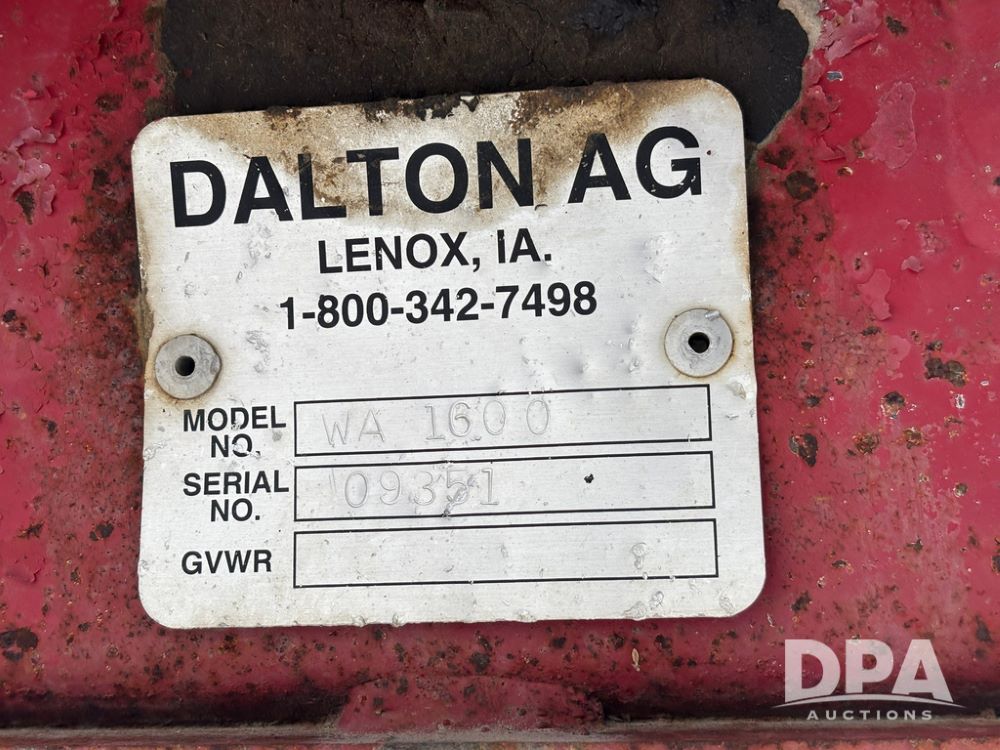 DALTON AG
LENOX, IA.
1-800-342-7498
MODEL NO. WA 1600
SERIAL NO. 09351
GVWR
DPA
AUCTIONS